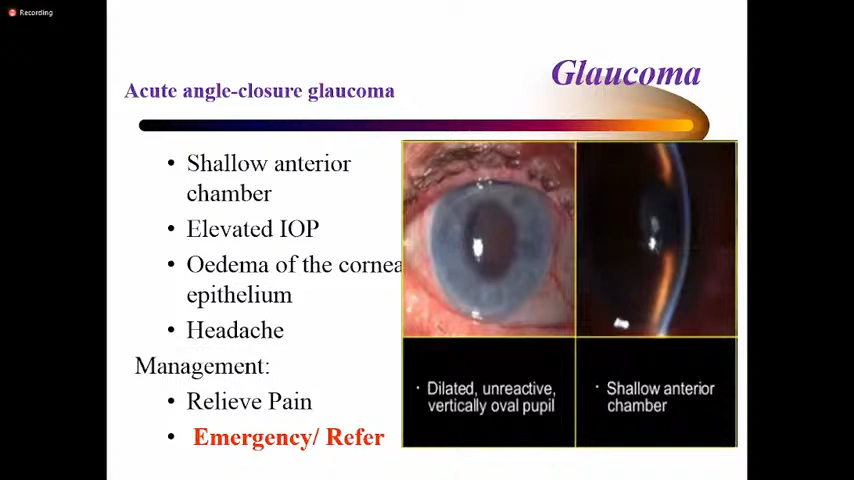 Recording
Glaucoma
Acute angle-closure glaucoma
• Shallow anterior
chamber
• Elevated IOP
• Oedema of the cornea
epithelium
• Headache
Management:
• Relieve Pain
• Emergency/ Refer
· Dilated, unreactive,
vertically oval pupil
· Shallow anterior
chamber